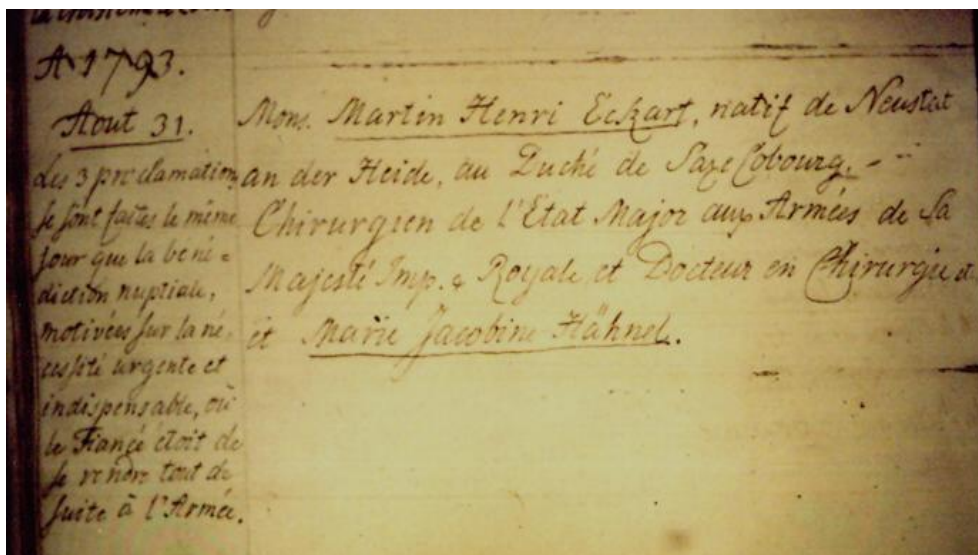 A 1793.
Aout 31.
Les 3 proclamations
se sont faites le même
jour que la béné=
diction nuptiale,
motivées sur la né-
cessité urgente et
indispensable, où
le Fiancé étoit de
se rendre tout de
suite à l'Armée.
Mons. Martin Henri Eckart, natif de Neustat
an der Heide, au Duché de Saxe Cobourg. -
Chirurgien de l'Etat Major aux Armées de Sa
Majesté Imp. & Royale et Docteur en Chirurgie et
et Marie Jacobine Hähnel.